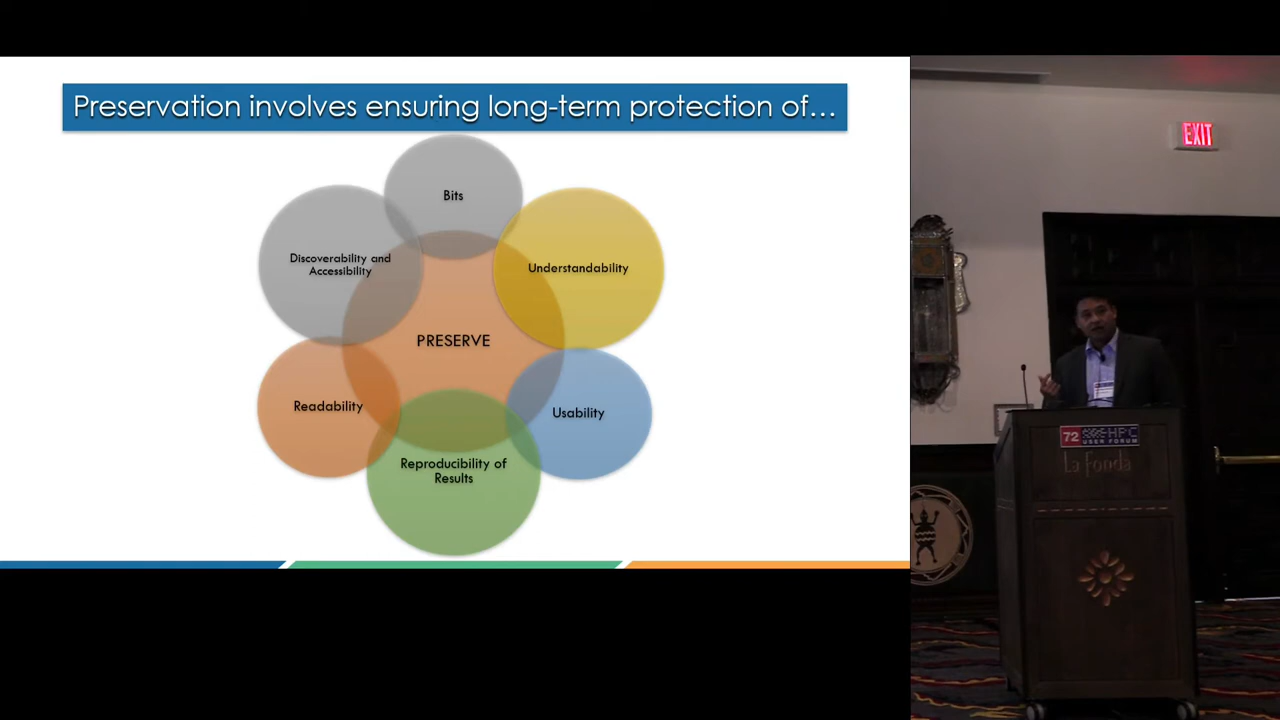 Preservation involves ensuring long-term protection of...
Bits
Discoverability and
Accessibility
Understandability
PRESERVE
Readability
Usability
Reproducibility of
Results
EXIT
72 HPC
USER FORUM
La fonda